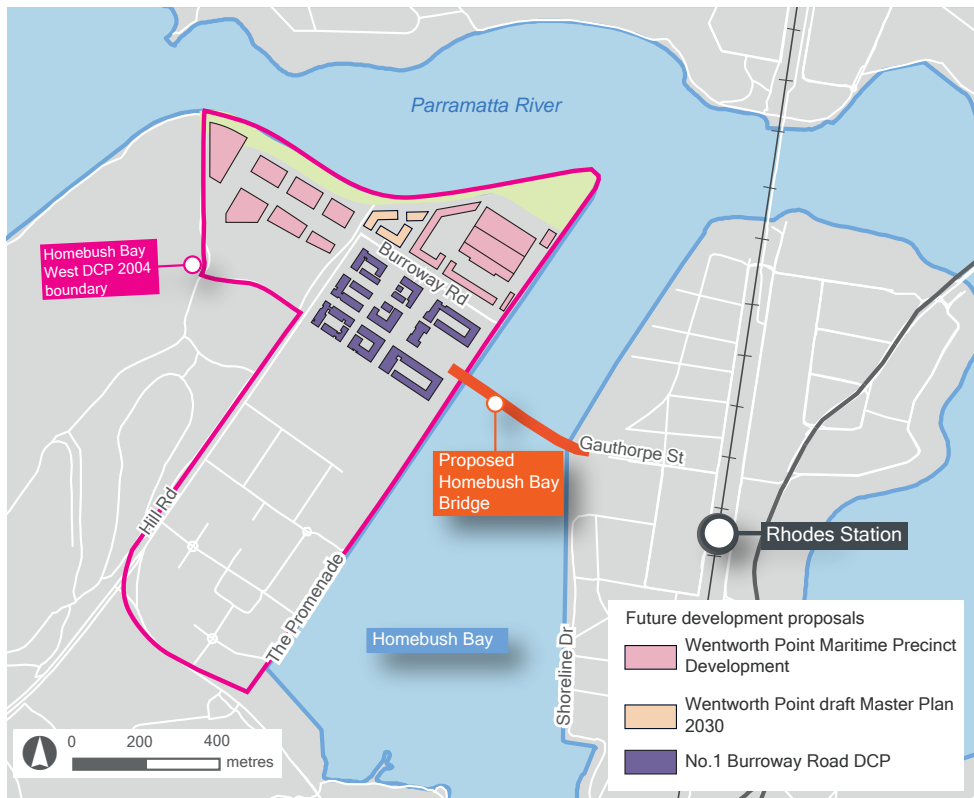 Parramatta River
Homebush Bay
West DCP 2004
boundary
Burroway Rd
Proposed
Homebush Bay
Bridge
Gauthorpe St
Hill Rd
Rhodes Station
The Promenade
Homebush Bay
Shoreline Dr
Future development proposals
Wentworth Point Maritime Precinct
Development
Wentworth Point draft Master Plan
2030
No.1 Burroway Road DCP
0 200 400
metres